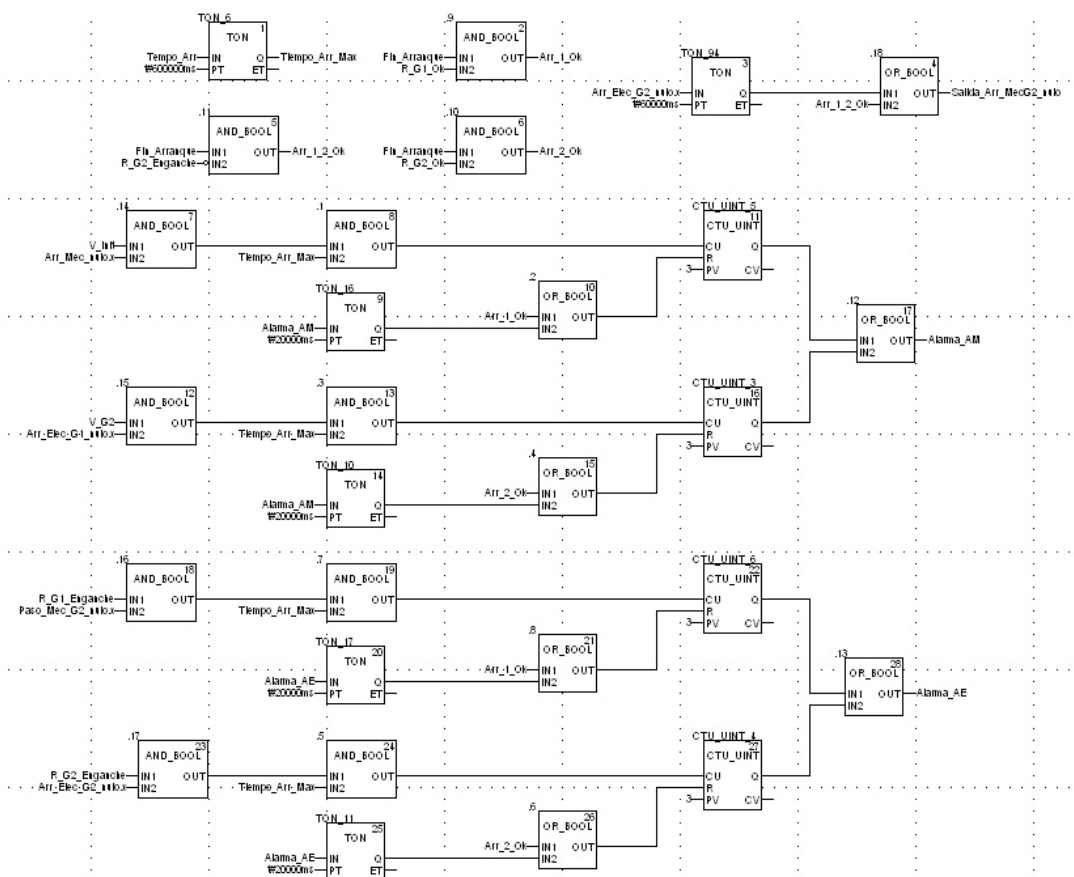 TON_6
1
TON
Tiempo_Arr IN Q Tiempo_Arr_Max
PT ET
.9
2
AND_BOOL
Fin_Arranque IN1 OUT Arr_1_Ok
R_G1_Ok IN2
TON_94
3
TON
Arr_Elec_G2_nulo.x IN Q
t#60000ms PT ET
.18
4
OR_BOOL
IN1 OUT
Arr_1_2_Ok IN2
5
AND_BOOL
Fin_Arranque IN1 OUT Arr_1_2_Ok
R_G2_Enganche IN2
.10
6
AND_BOOL
Fin_Arranque IN1 OUT Arr_2_Ok
R_G2_Ok IN2
.14
7
AND_BOOL
IN1 OUT
Arr_Mec_nulo.x IN2
.1
8
AND_BOOL
IN1 OUT
Tiempo_Arr_Max IN2
CTU_UINT_5
11
CTU_UINT
CU Q
R
3 PV CV
TON_16
9
TON
Alarma_AM IN Q
t#20000ms PT ET
.2
10
OR_BOOL
Arr_1_Ok IN1 OUT
IN2
.12
17
OR_BOOL
IN1 OUT Alarma_AM
IN2
.15
12
AND_BOOL
V_G2 IN1 OUT
Arr_Elec_G1_nulo.x IN2
.3
13
AND_BOOL
IN1 OUT
Tiempo_Arr_Max IN2
CTU_UINT_3
16
CTU_UINT
CU Q
R
3 PV CV
TON_10
14
TON
Alarma_AM IN Q
t#20000ms PT ET
.4
15
OR_BOOL
Arr_2_Ok IN1 OUT
IN2
.16
18
AND_BOOL
R_G1_Enganche IN1 OUT
Paso_Mec_G2_nulo.x IN2
.7
19
AND_BOOL
IN1 OUT
Tiempo_Arr_Max IN2
CTU_UINT_6
22
CTU_UINT
CU Q
R
3 PV CV
TON_17
20
TON
Alarma_AE IN Q
t#20000ms PT ET
.8
21
OR_BOOL
Arr_1_Ok IN1 OUT
IN2
.13
28
OR_BOOL
IN1 OUT Alarma_AE
IN2
.17
23
AND_BOOL
R_G2_Enganche IN1 OUT
Arr_Elec_G2_nulo.x IN2
.5
24
AND_BOOL
IN1 OUT
Tiempo_Arr_Max IN2
CTU_UINT_4
27
CTU_UINT
CU Q
R
3 PV CV
TON_11
25
TON
Alarma_AE IN Q
t#20000ms PT ET
.6
26
OR_BOOL
Arr_2_Ok IN1 OUT
IN2